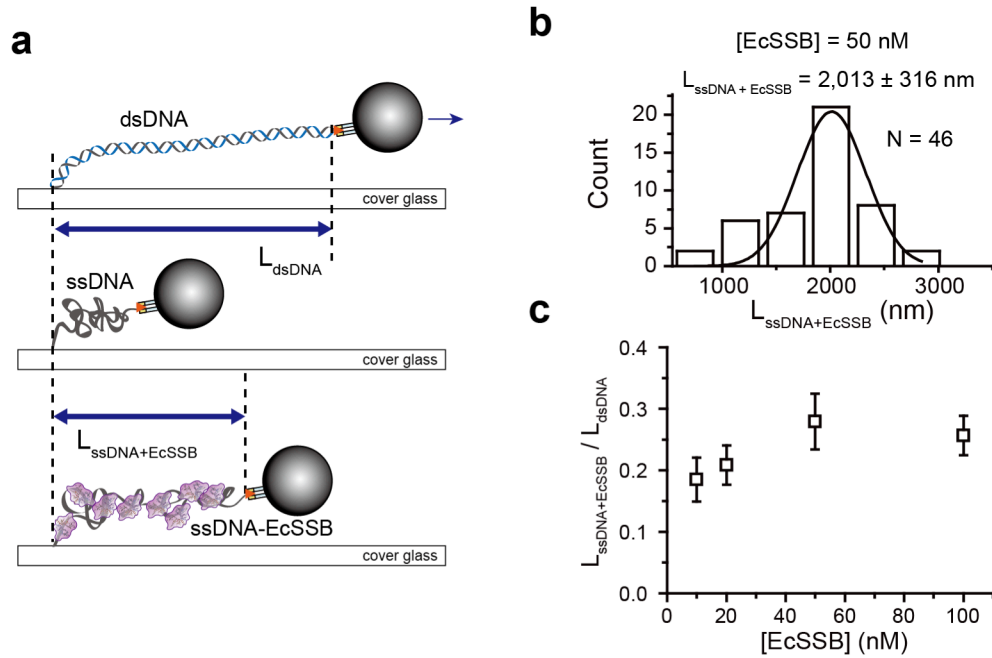 a
dsDNA
cover glass
L dsDNA
ssDNA
cover glass
L ssDNA+EcSSB
ssDNA-EcSSB
cover glass
b
[EcSSB] = 50 nM
L ssDNA + EcSSB = 2,013 ± 316 nm
N = 46
Count
20
15
10
5
0
1000 2000 3000
L ssDNA+EcSSB (nm)
c
L ssDNA+EcSSB / L dsDNA
0.4
0.3
0.2
0.1
0.0
0 20 40 60 80 100
[EcSSB] (nM)